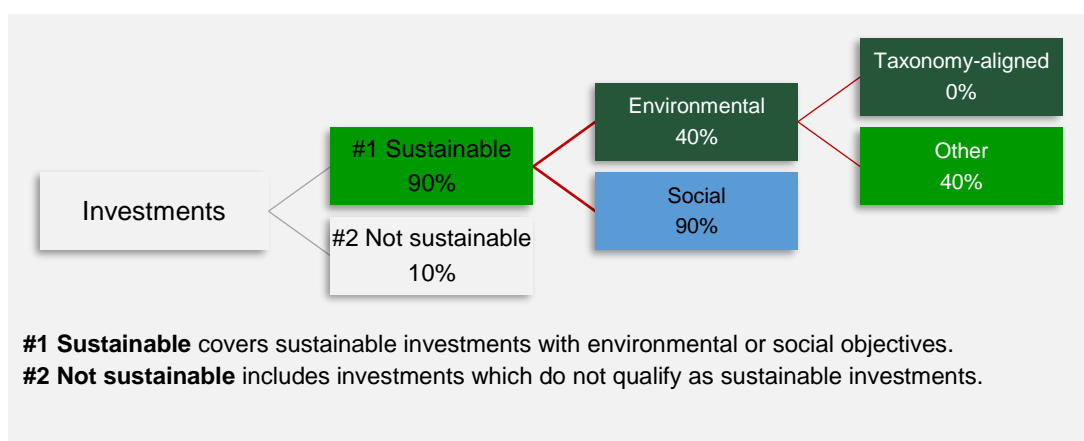 Taxonomy-aligned
0%
Environmental
40%
#1 Sustainable
90%
Other
40%
Investments
Social
90%
#2 Not sustainable
10%
#1 Sustainable covers sustainable investments with environmental or social objectives.
#2 Not sustainable includes investments which do not qualify as sustainable investments.